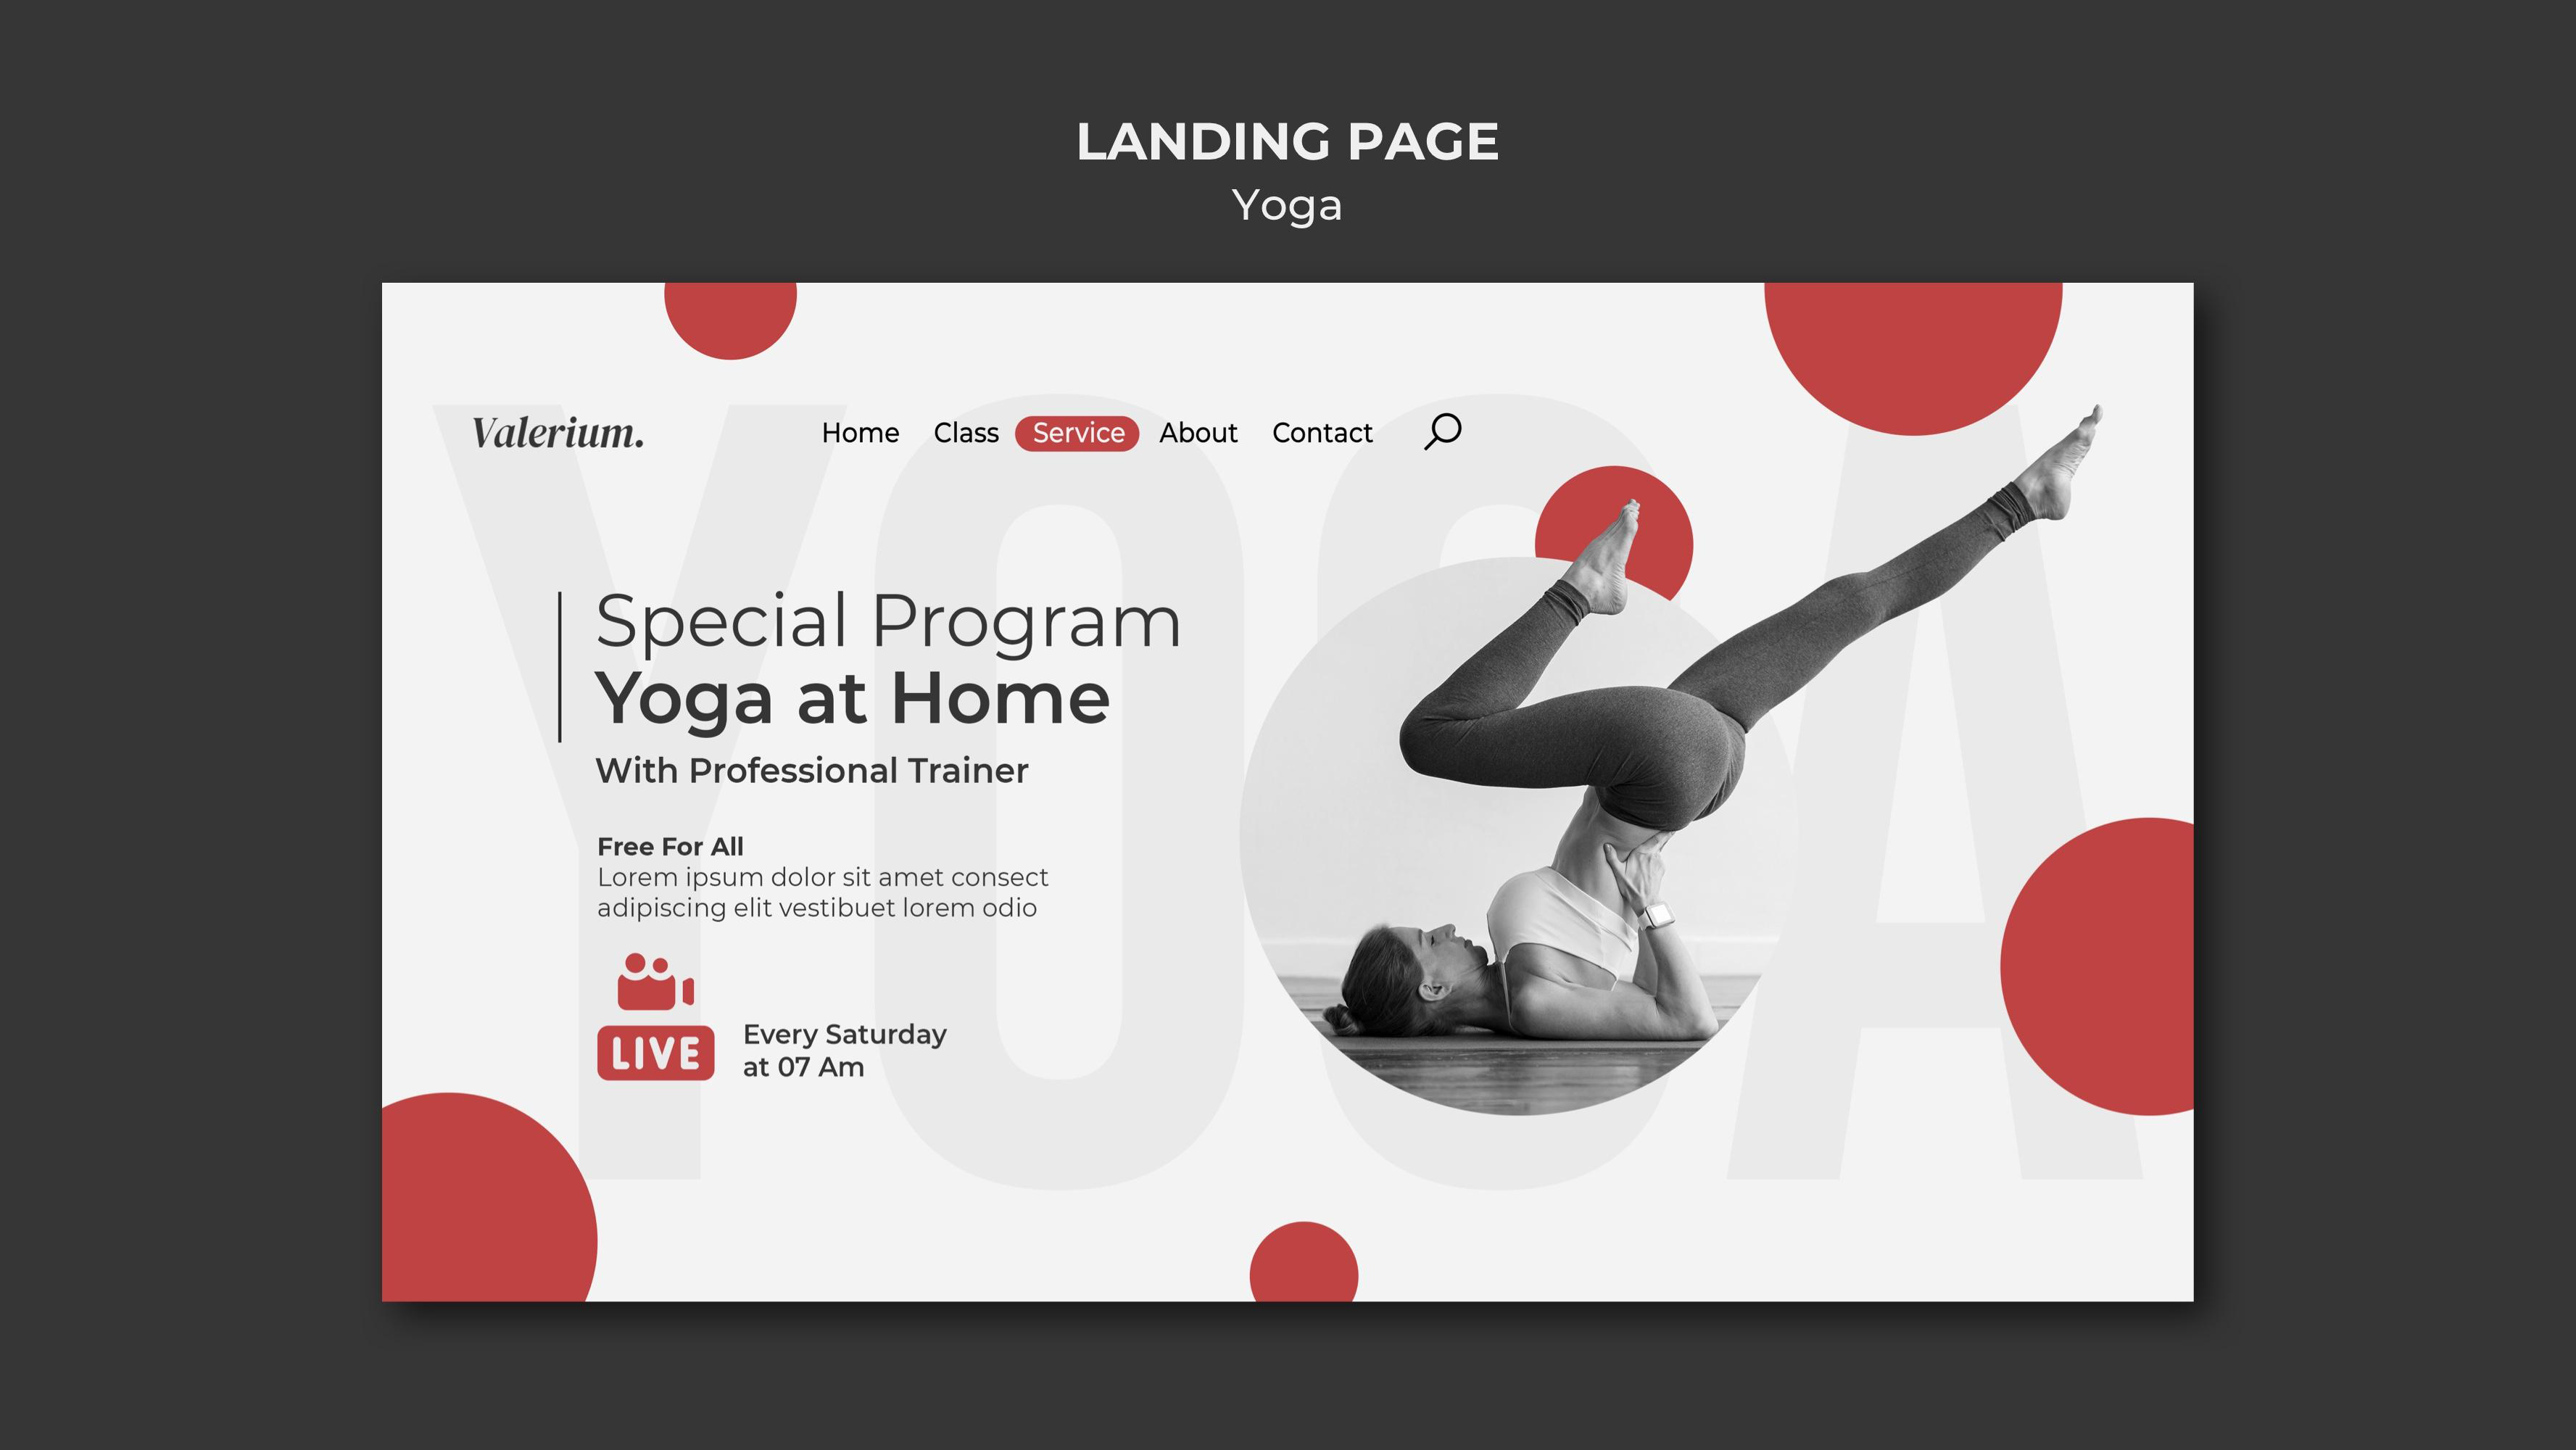 LANDING PAGE
Yoga
Valerium.
Home Class Service About Contact
YOGA
Special Program
Yoga at Home
With Professional Trainer
Free For All
Lorem ipsum dolor sit amet consect
adipiscing elit vestibuet lorem odio
LIVE
Every Saturday
at 07 Am